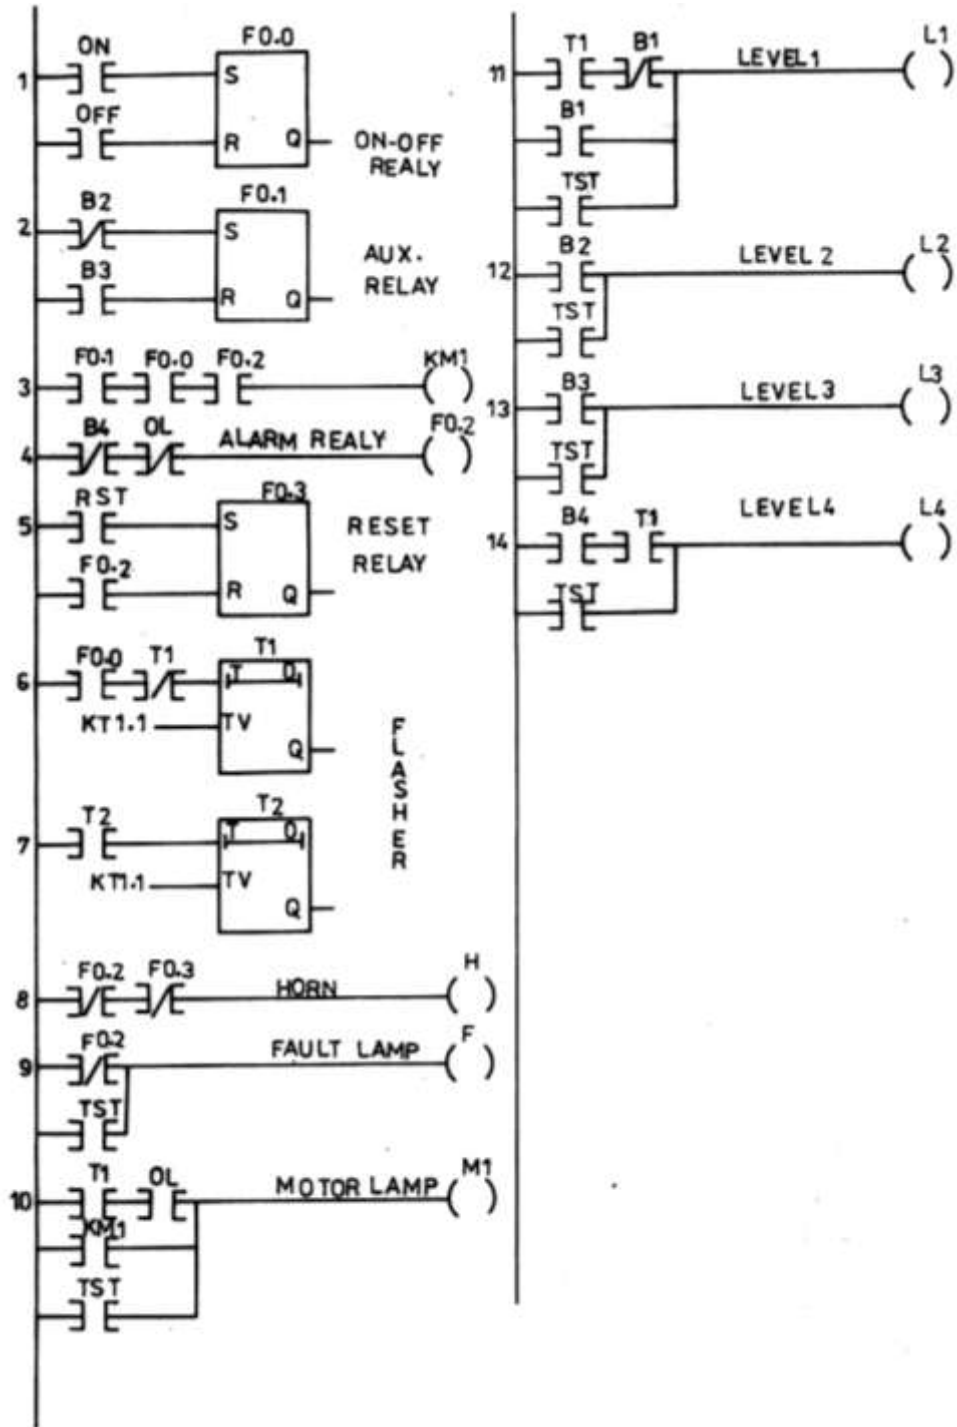 ON F0.0
1 S
OFF
R Q ON-OFF
REALY
B2 F0.1
2 S
B3 AUX.
R Q RELAY
F0.1 F0.0 F0.2 KM1
3
B4 OL ALARM REALY F0.2
4
RST F0.3
5 S RESET
F0.2 RELAY
R Q
F0.0 T1 T1
6 T 0
KT1.1 TV
Q
FLASHER
T2 T2
7 T 0
KT1.1 TV
Q
F0.2 F0.3 HORN H
8
F0.2 FAULT LAMP F
9
TST
T1 OL MOTOR LAMP M1
10
KM1
TST
T1 B1 LEVEL1 L1
11
B1
TST
B2 LEVEL 2 L2
12
TST
B3 LEVEL3 L3
13
TST
B4 T1 LEVEL4 L4
14
TST